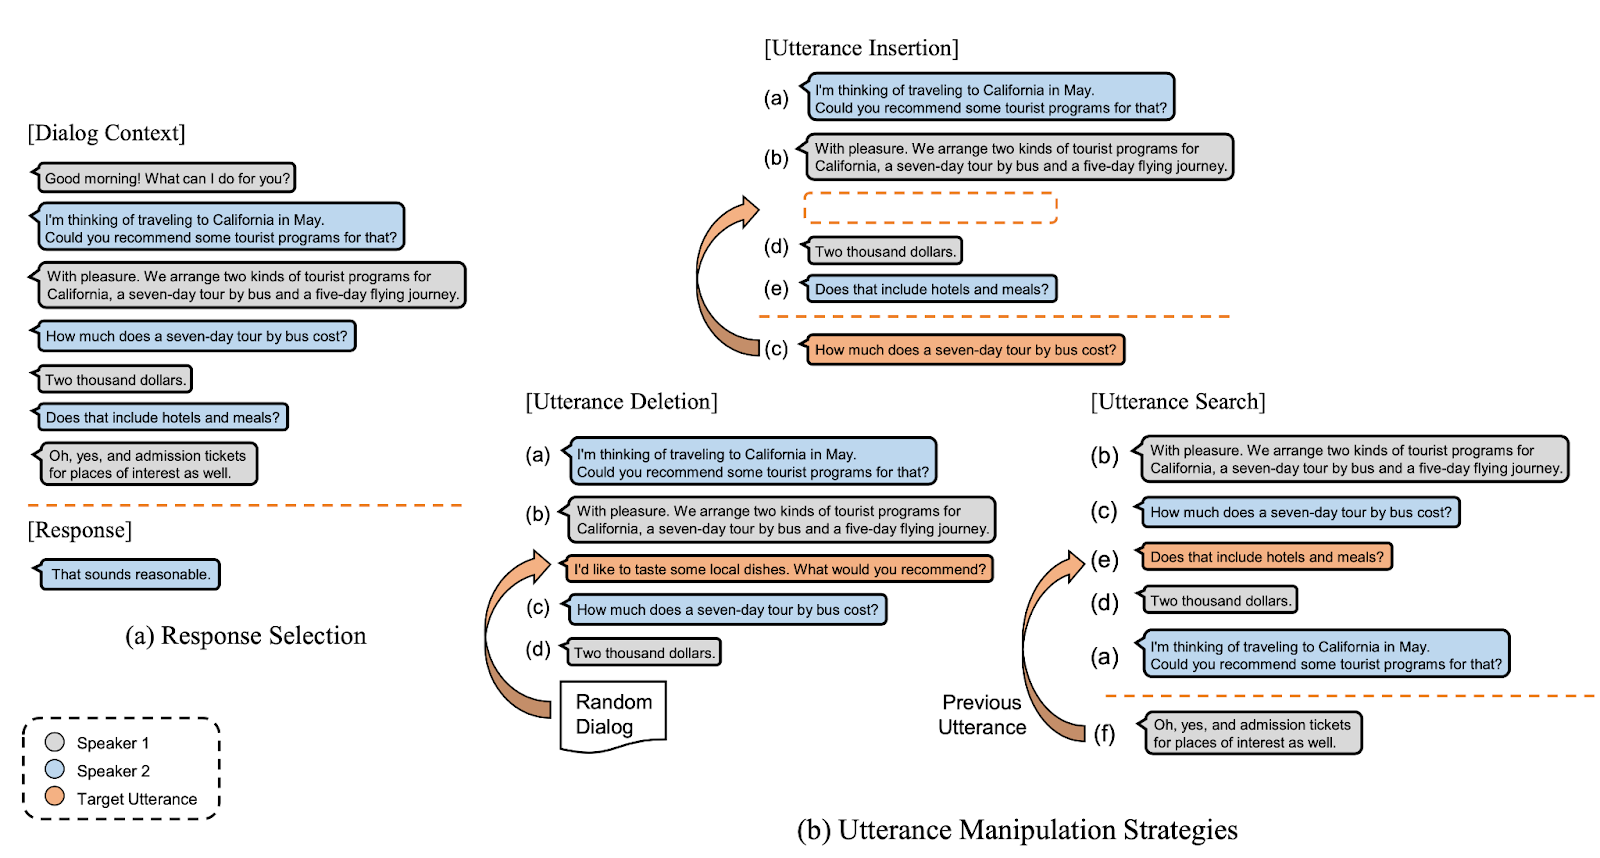 [Dialog Context]
Good morning! What can I do for you?
I'm thinking of traveling to California in May.
Could you recommend some tourist programs for that?
With pleasure. We arrange two kinds of tourist programs for
California, a seven-day tour by bus and a five-day flying journey.
How much does a seven-day tour by bus cost?
Two thousand dollars.
Does that include hotels and meals?
Oh, yes, and admission tickets
for places of interest as well.
[Response]
That sounds reasonable.
(a) Response Selection
Speaker 1
Speaker 2
Target Utterance
[Utterance Insertion]
(a) I'm thinking of traveling to California in May.
Could you recommend some tourist programs for that?
(b) With pleasure. We arrange two kinds of tourist programs for
California, a seven-day tour by bus and a five-day flying journey.
(d) Two thousand dollars.
(e) Does that include hotels and meals?
(c) How much does a seven-day tour by bus cost?
[Utterance Deletion]
(a) I'm thinking of traveling to California in May.
Could you recommend some tourist programs for that?
(b) With pleasure. We arrange two kinds of tourist programs for
California, a seven-day tour by bus and a five-day flying journey.
I'd like to taste some local dishes. What would you recommend?
(c) How much does a seven-day tour by bus cost?
(d) Two thousand dollars.
Random
Dialog
[Utterance Search]
(b) With pleasure. We arrange two kinds of tourist programs for
California, a seven-day tour by bus and a five-day flying journey.
(c) How much does a seven-day tour by bus cost?
(e) Does that include hotels and meals?
(d) Two thousand dollars.
(a) I'm thinking of traveling to California in May.
Could you recommend some tourist programs for that?
Previous
Utterance
(f) Oh, yes, and admission tickets
for places of interest as well.
(b) Utterance Manipulation Strategies